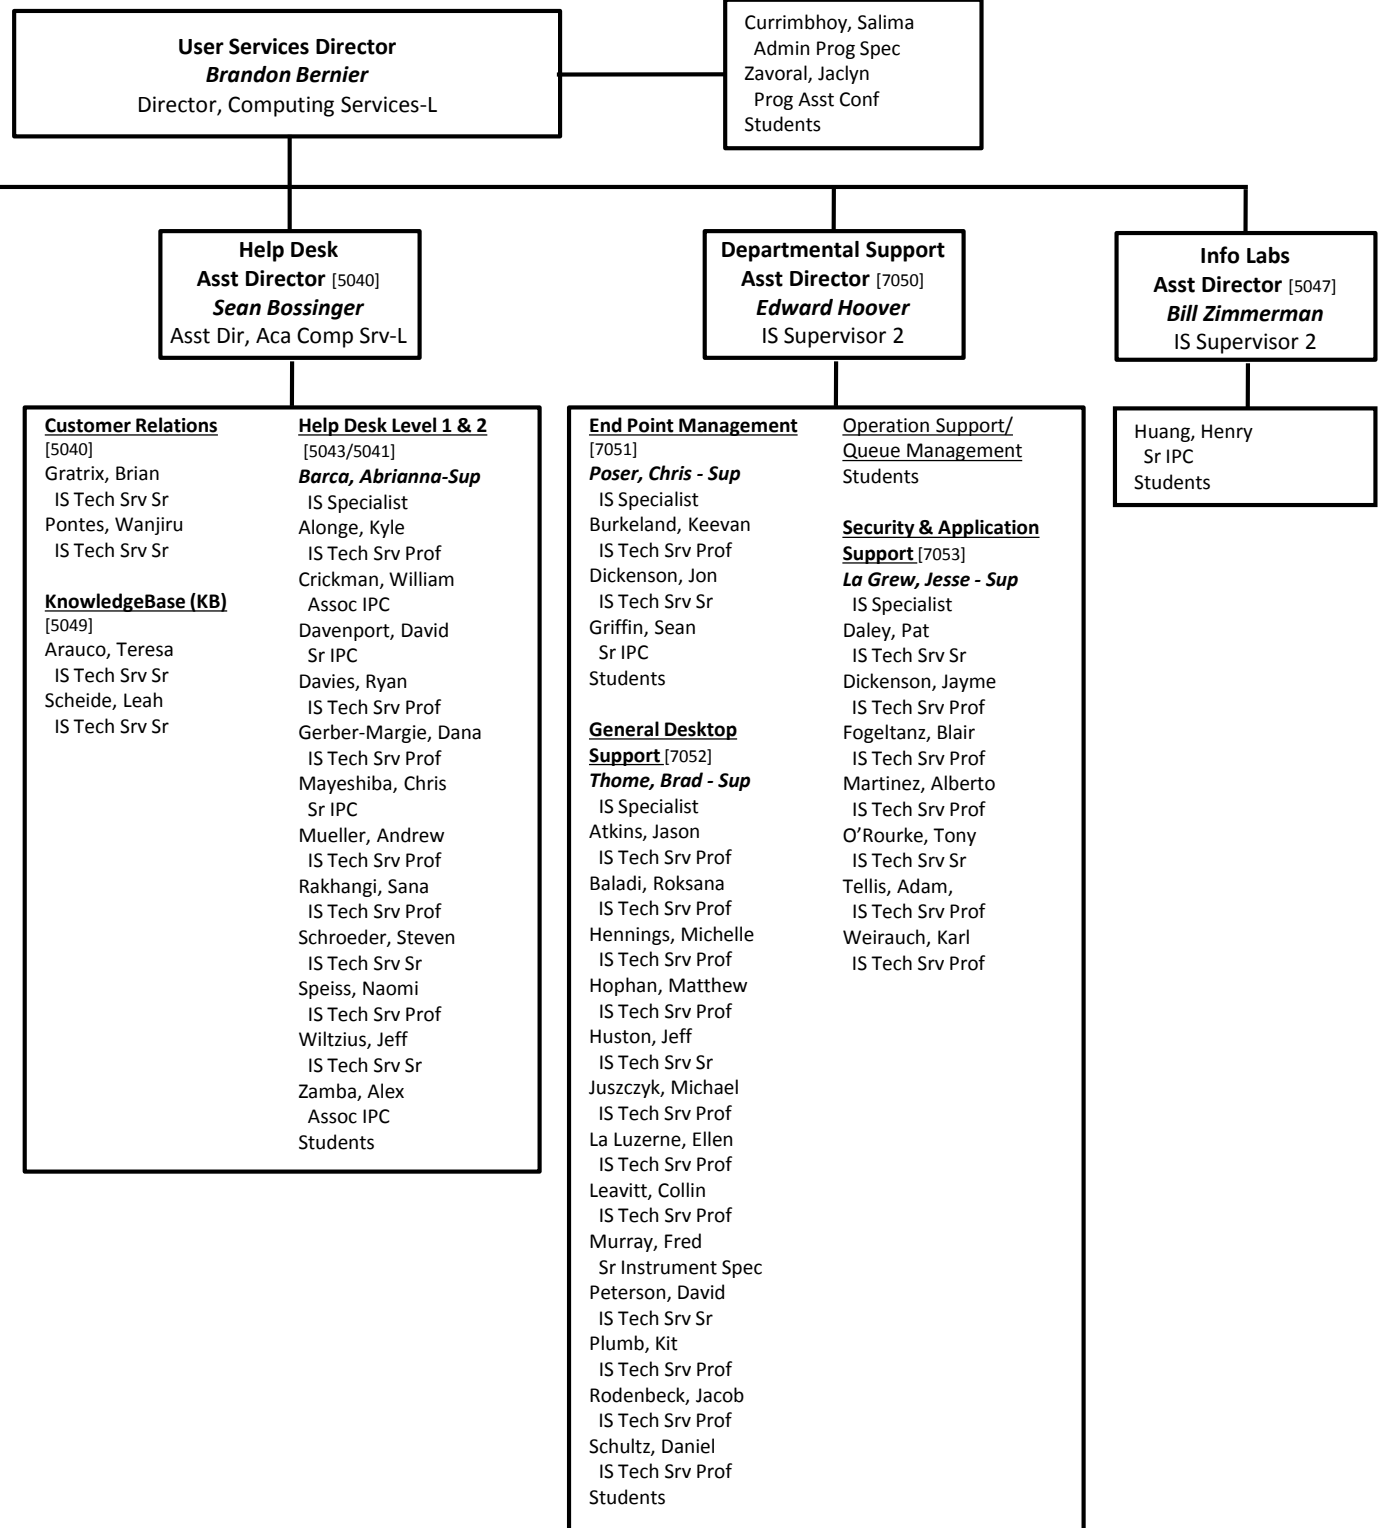 User Services Director
Brandon Bernier
Director, Computing Services-L
Currimbhoy, Salima
Admin Prog Spec
Zavoral, Jaclyn
Prog Asst Conf
Students
Help Desk
Asst Director [5040]
Sean Bossinger
Asst Dir, Aca Comp Srv-L
Departmental Support
Asst Director [7050]
Edward Hoover
IS Supervisor 2
Info Labs
Asst Director [5047]
Bill Zimmerman
IS Supervisor 2
Customer Relations
[5040]
Gratrix, Brian
IS Tech Srv Sr
Pontes, Wanjiru
IS Tech Srv Sr
KnowledgeBase (KB)
[5049]
Arauco, Teresa
IS Tech Srv Sr
Scheide, Leah
IS Tech Srv Sr
Help Desk Level 1 & 2
[5043/5041]
Barca, Abrianna-Sup
IS Specialist
Alonge, Kyle
IS Tech Srv Prof
Crickman, William
Assoc IPC
Davenport, David
Sr IPC
Davies, Ryan
IS Tech Srv Prof
Gerber-Margie, Dana
IS Tech Srv Prof
Mayeshiba, Chris
Sr IPC
Mueller, Andrew
IS Tech Srv Prof
Rakhangi, Sana
IS Tech Srv Prof
Schroeder, Steven
IS Tech Srv Sr
Speiss, Naomi
IS Tech Srv Prof
Wiltzius, Jeff
IS Tech Srv Sr
Zamba, Alex
Assoc IPC
Students
End Point Management
[7051]
Poser, Chris - Sup
IS Specialist
Burkeland, Keevan
IS Tech Srv Prof
Dickenson, Jon
IS Tech Srv Sr
Griffin, Sean
Sr IPC
Students
General Desktop
Support [7052]
Thome, Brad - Sup
IS Specialist
Atkins, Jason
IS Tech Srv Prof
Baladi, Roksana
IS Tech Srv Prof
Hennings, Michelle
IS Tech Srv Prof
Hophan, Matthew
IS Tech Srv Prof
Huston, Jeff
IS Tech Srv Sr
Juszczyk, Michael
IS Tech Srv Prof
La Luzerne, Ellen
IS Tech Srv Prof
Leavitt, Collin
IS Tech Srv Prof
Murray, Fred
Sr Instrument Spec
Peterson, David
IS Tech Srv Sr
Plumb, Kit
IS Tech Srv Prof
Rodenbeck, Jacob
IS Tech Srv Prof
Schultz, Daniel
IS Tech Srv Prof
Students
Operation Support/
Queue Management
Students
Security & Application
Support [7053]
La Grew, Jesse - Sup
IS Specialist
Daley, Pat
IS Tech Srv Sr
Dickenson, Jayme
IS Tech Srv Prof
Fogeltanz, Blair
IS Tech Srv Prof
Martinez, Alberto
IS Tech Srv Prof
O’Rourke, Tony
IS Tech Srv Sr
Tellis, Adam,
IS Tech Srv Prof
Weirauch, Karl
IS Tech Srv Prof
Huang, Henry
Sr IPC
Students